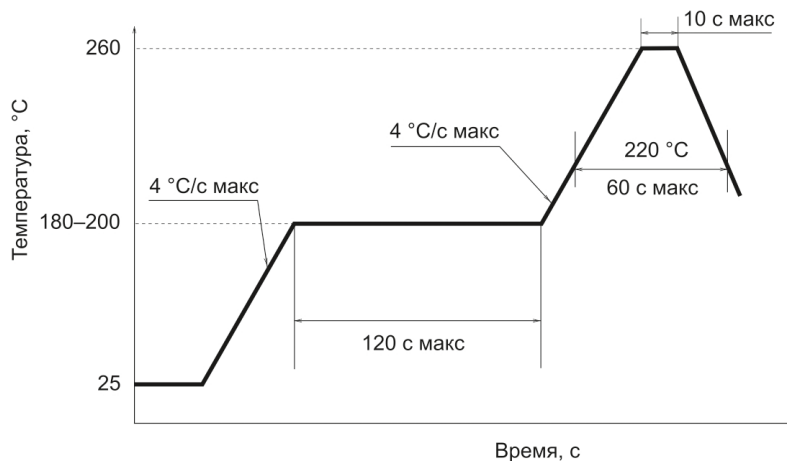 10 с макс
260
4 °C/с макс
220 °C
4 °C/с макс
60 с макс
180–200
120 с макс
25
Температура, °C
Время, с